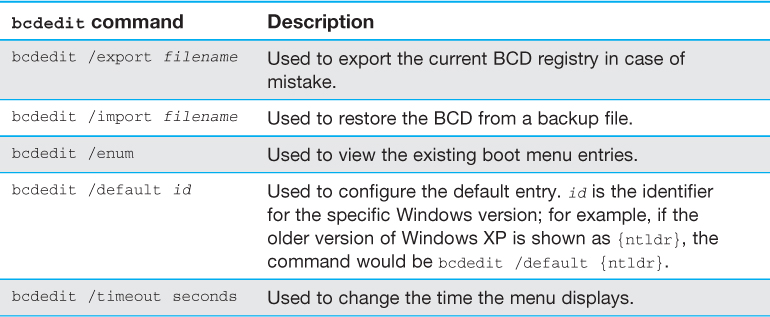 bcdedit command Description
bcdedit /export filename Used to export the current BCD registry in case of
mistake.
bcdedit /import filename Used to restore the BCD from a backup file.
bcdedit /enum Used to view the existing boot menu entries.
bcdedit /default id Used to configure the default entry. id is the identifier
for the specific Windows version; for example, if the
older version of Windows XP is shown as {ntldr}, the
command would be bcdedit /default {ntldr}.
bcdedit /timeout seconds Used to change the time the menu displays.